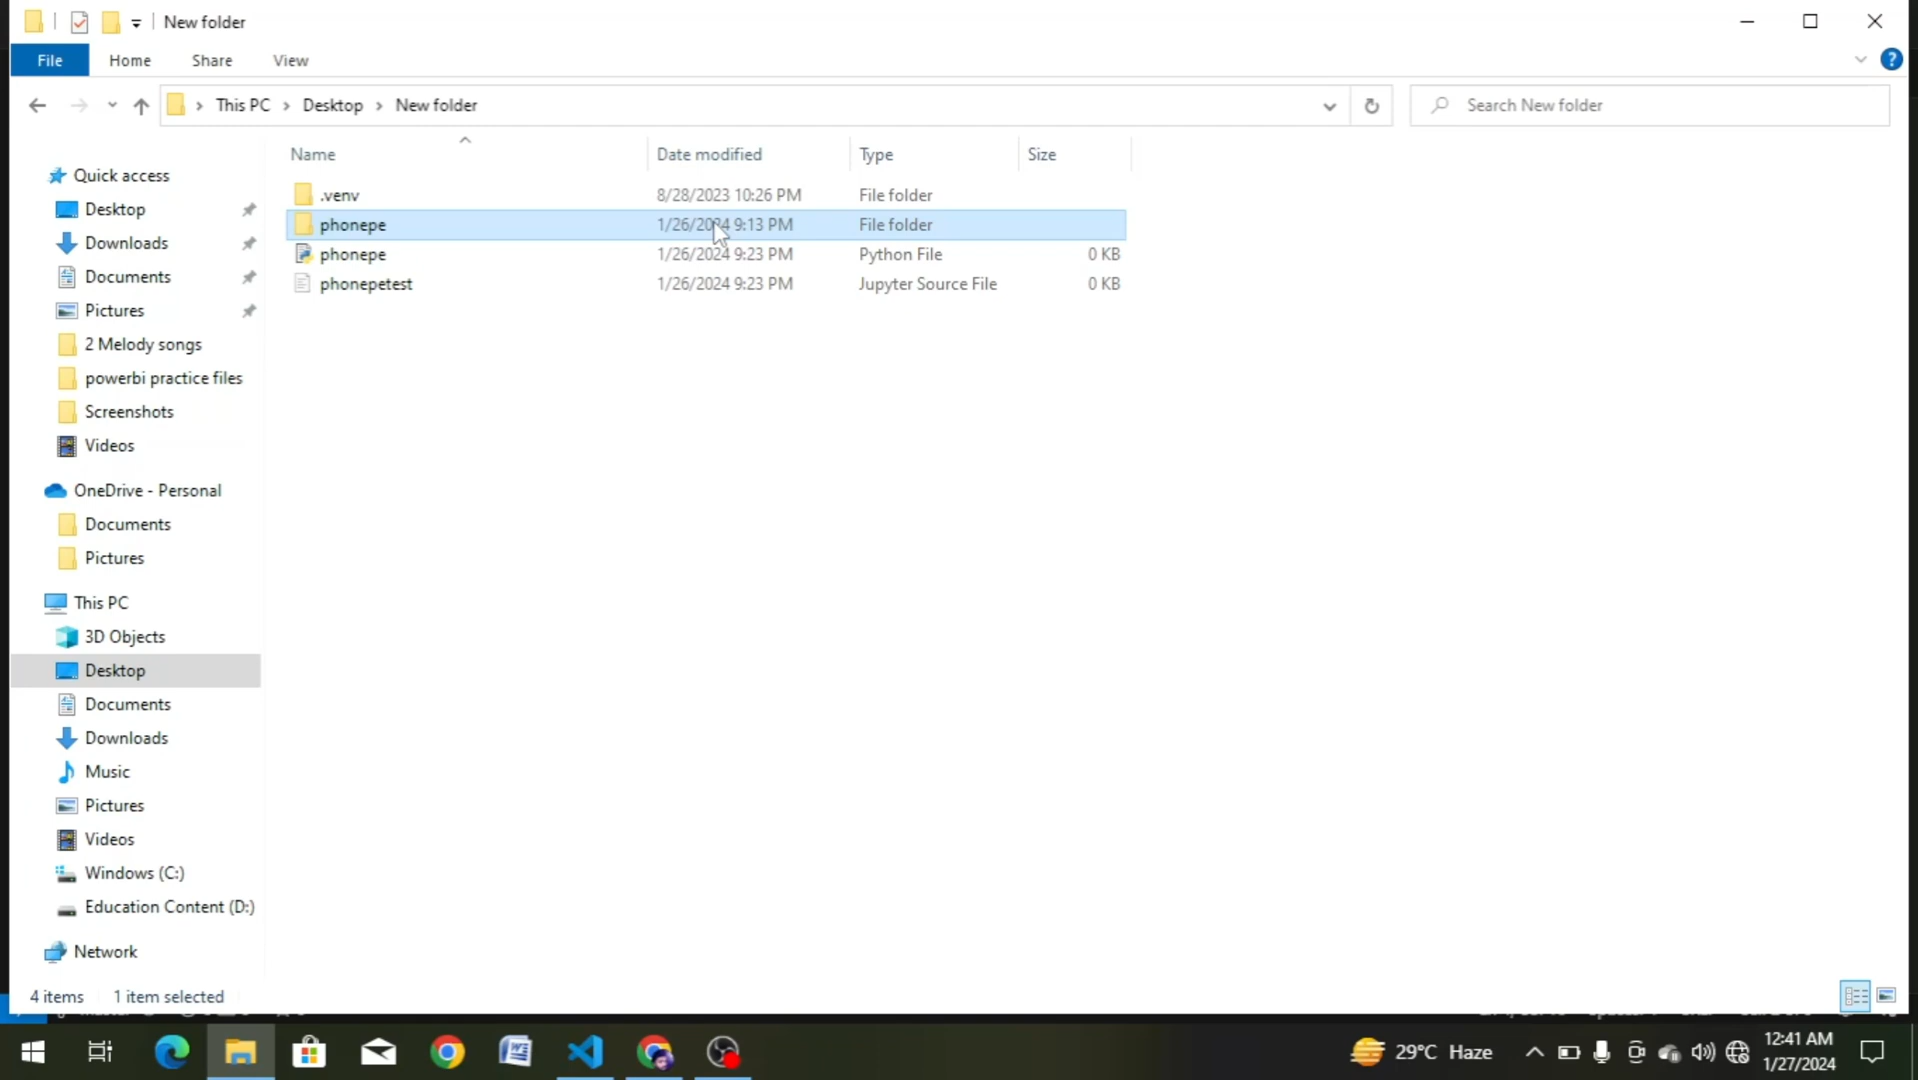 New folder
File Home Share View
This PC Desktop New folder
Search New folder
Name Date modified Type Size
.venv 8/28/2023 10:26 PM File folder
phonepe 1/26/2024 9:13 PM File folder
phonepe 1/26/2024 9:23 PM Python File 0 KB
phonepetest 1/26/2024 9:23 PM Jupyter Source File 0 KB
Quick access
Desktop
Downloads
Documents
Pictures
2 Melody songs
powerbi practice files
Screenshots
Videos
OneDrive - Personal
Documents
Pictures
This PC
3D Objects
Desktop
Documents
Downloads
Music
Pictures
Videos
Windows (C:)
Education Content (D:)
Network
4 items 1 item selected
29°C Haze
12:41 AM
1/27/2024